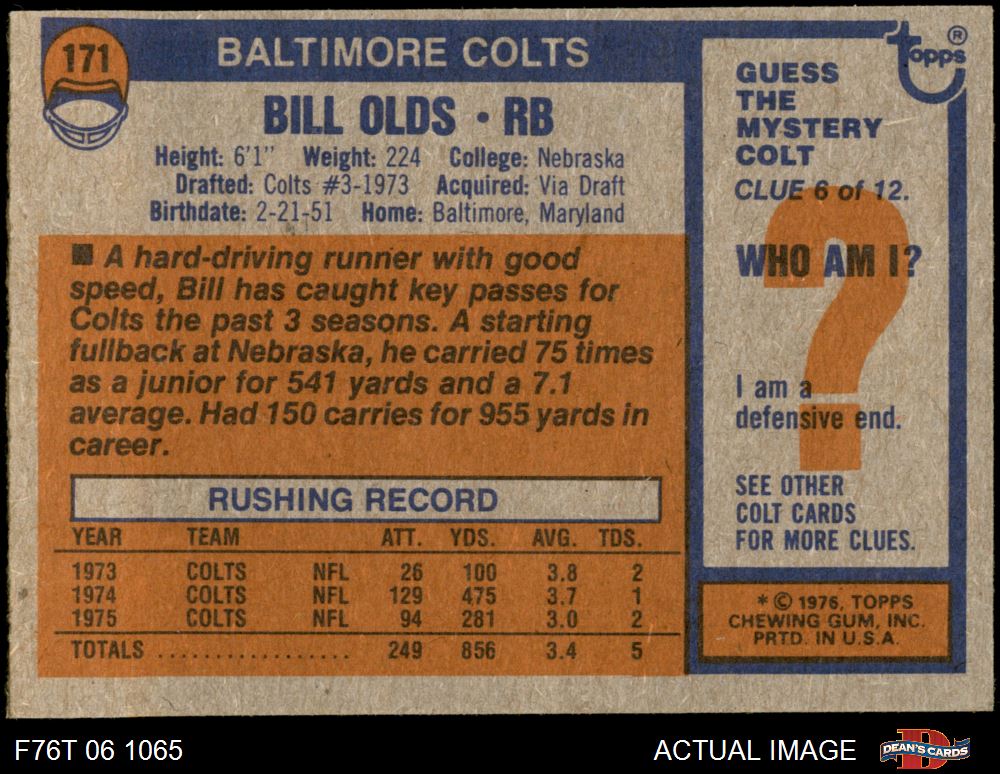 171
BALTIMORE COLTS
BILL OLDS • RB
Height: 6'1" Weight: 224 College: Nebraska
Drafted: Colts #3-1973 Acquired: Via Draft
Birthdate: 2-21-51 Home: Baltimore, Maryland
■ A hard-driving runner with good
speed, Bill has caught key passes for
Colts the past 3 seasons. A starting
fullback at Nebraska, he carried 75 times
as a junior for 541 yards and a 7.1
average. Had 150 carries for 955 yards in
career.
RUSHING RECORD
YEAR TEAM ATT. YDS. AVG. TDS.
1973 COLTS NFL 26 100 3.8 2
1974 COLTS NFL 129 475 3.7 1
1975 COLTS NFL 94 281 3.0 2
TOTALS .................. 249 856 3.4 5
topps®
GUESS
THE
MYSTERY
COLT
CLUE 6 of 12.
WHO AM I?
?
I am a
defensive end.
SEE OTHER
COLT CARDS
FOR MORE CLUES.
* © 1976, TOPPS
CHEWING GUM, INC.
PRTD. IN U.S.A.
F76T 06 1065
ACTUAL IMAGE
D
DEAN'S CARDS